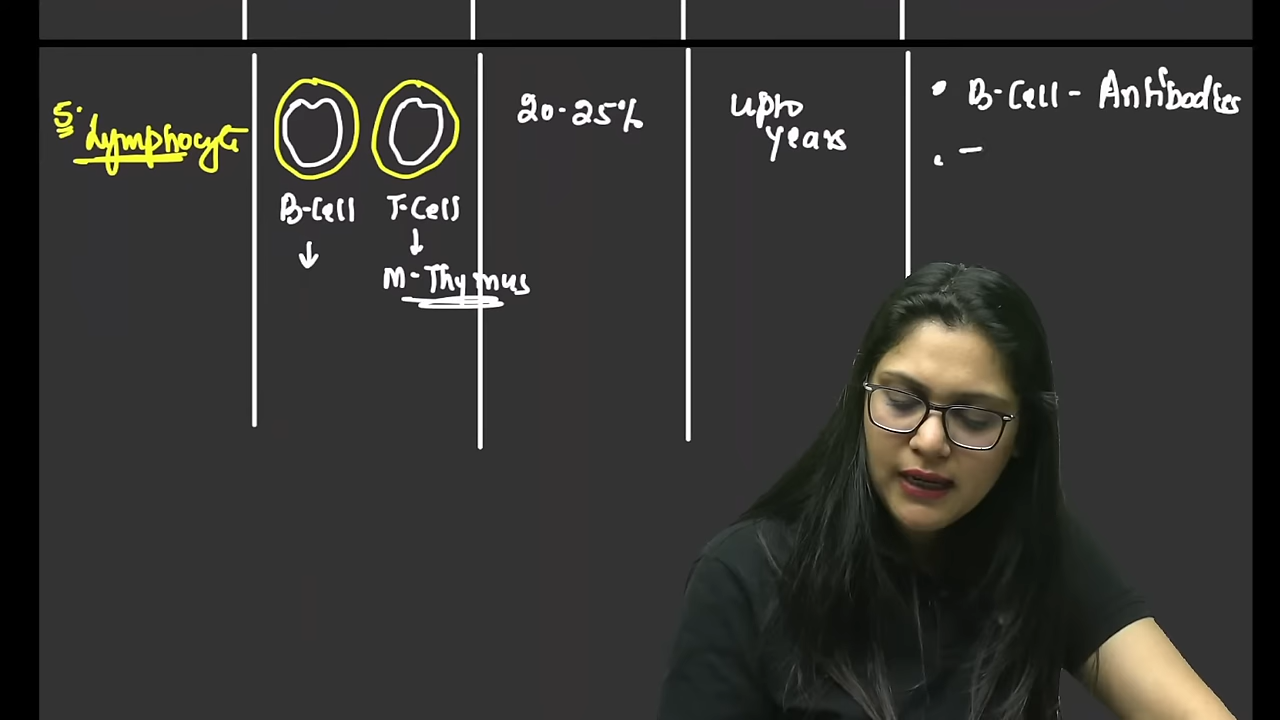 5. Lymphocyte
B-Cell
↓
T-Cell
↓
M-Thymus
20-25%
upto
years
• B-Cell - Antibodies
• -